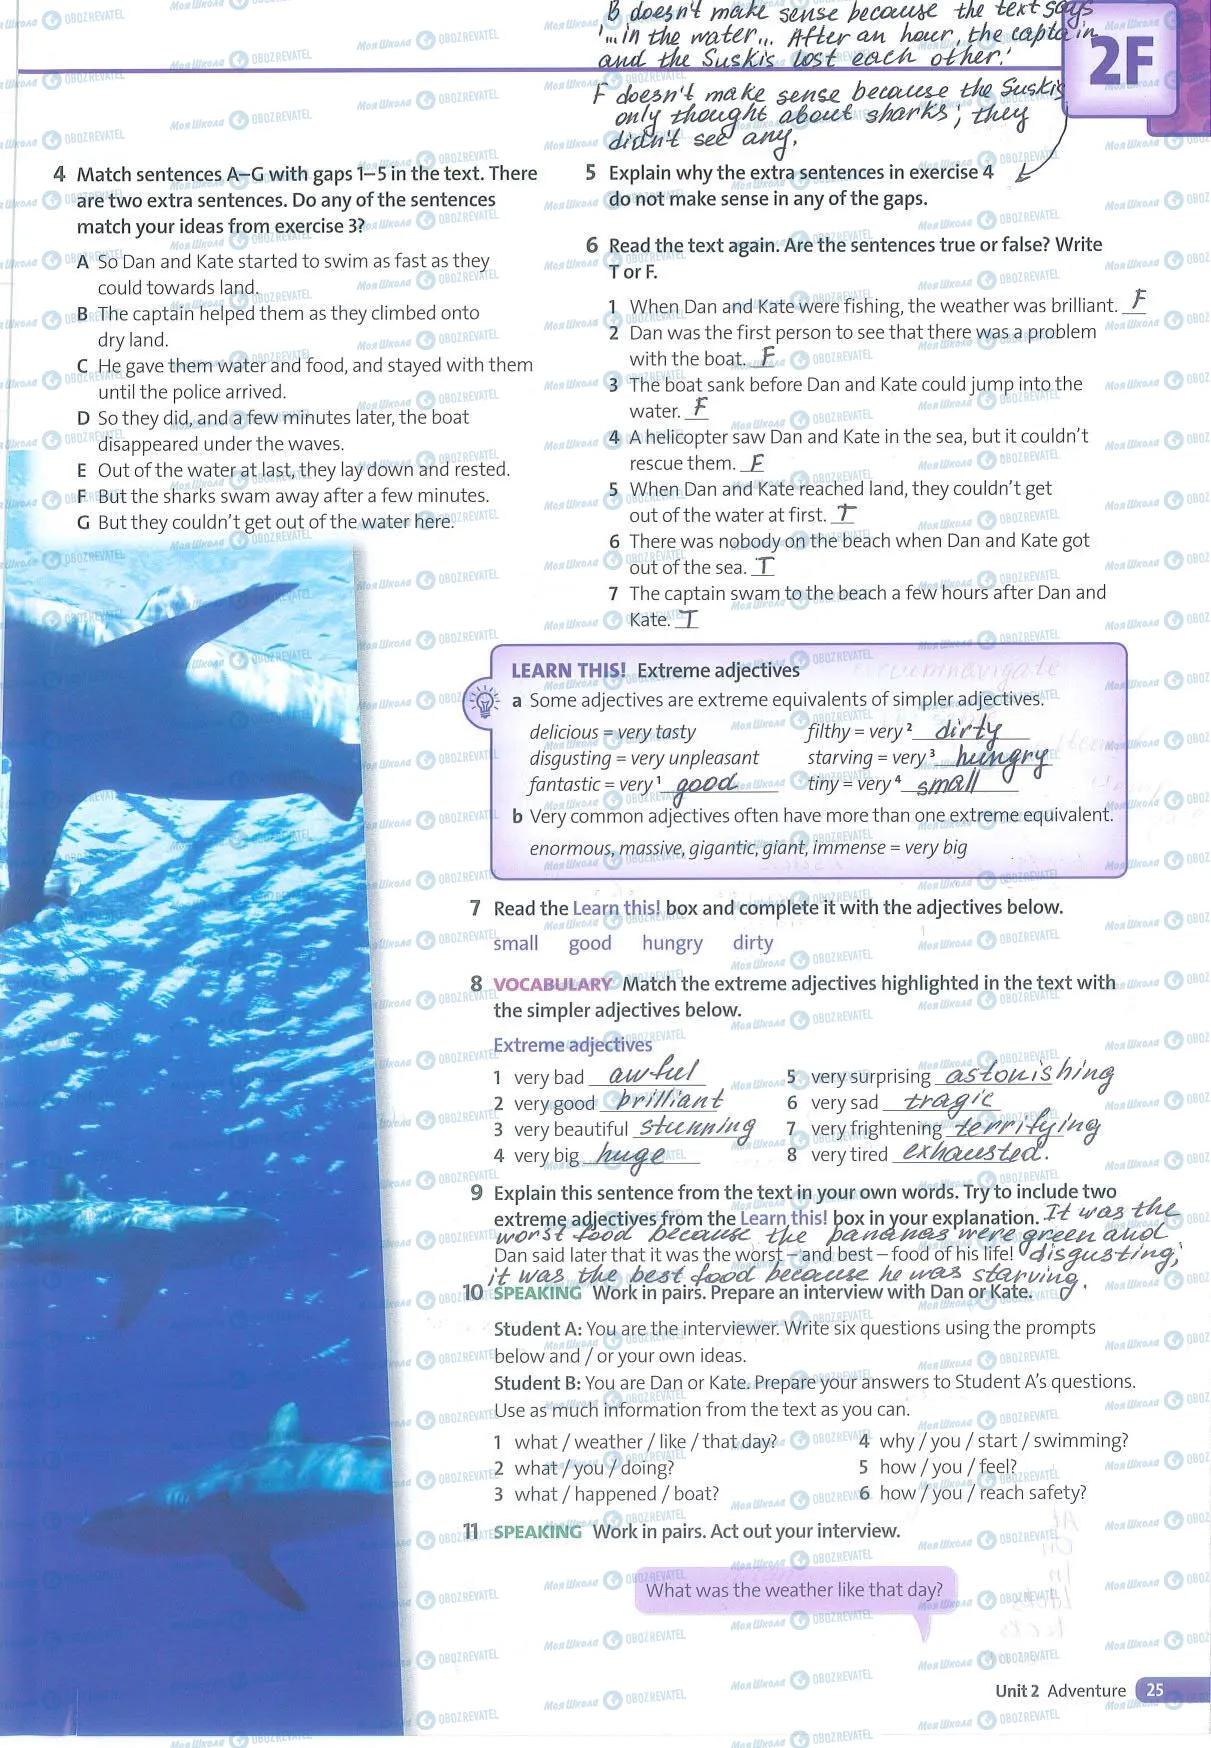 B doesn't make sense because the text says
'... in the water... After an hour, the captain
and the Suskis lost each other.'
F doesn't make sense because the Suskis
only thought about sharks; they
didn't see any.
2F
4 Match sentences A–G with gaps 1–5 in the text. There
are two extra sentences. Do any of the sentences
match your ideas from exercise 3?
A So Dan and Kate started to swim as fast as they
could towards land.
B The captain helped them as they climbed onto
dry land.
C He gave them water and food, and stayed with them
until the police arrived.
D So they did, and a few minutes later, the boat
disappeared under the waves.
E Out of the water at last, they lay down and rested.
F But the sharks swam away after a few minutes.
G But they couldn't get out of the water here.
5 Explain why the extra sentences in exercise 4
do not make sense in any of the gaps.
6 Read the text again. Are the sentences true or false? Write
T or F.
1 When Dan and Kate were fishing, the weather was brilliant. F
2 Dan was the first person to see that there was a problem
with the boat. F
3 The boat sank before Dan and Kate could jump into the
water. F
4 A helicopter saw Dan and Kate in the sea, but it couldn't
rescue them. F
5 When Dan and Kate reached land, they couldn't get
out of the water at first. T
6 There was nobody on the beach when Dan and Kate got
out of the sea. T
7 The captain swam to the beach a few hours after Dan and
Kate. T
LEARN THIS! Extreme adjectives
a Some adjectives are extreme equivalents of simpler adjectives.
delicious = very tasty filthy = very 2 dirty
disgusting = very unpleasant starving = very 3 hungry
fantastic = very 1 good tiny = very 4 small
b Very common adjectives often have more than one extreme equivalent.
enormous, massive, gigantic, giant, immense = very big
7 Read the Learn this! box and complete it with the adjectives below.
small good hungry dirty
8 VOCABULARY Match the extreme adjectives highlighted in the text with
the simpler adjectives below.
Extreme adjectives
1 very bad awful 5 very surprising astonishing
2 very good brilliant 6 very sad tragic
3 very beautiful stunning 7 very frightening terrifying
4 very big huge 8 very tired exhausted.
9 Explain this sentence from the text in your own words. Try to include two
extreme adjectives from the Learn this! box in your explanation. It was the
worst food because the bananas were green and
Dan said later that it was the worst – and best – food of his life! disgusting;
it was the best food because he was starving.
10 SPEAKING Work in pairs. Prepare an interview with Dan or Kate.
Student A: You are the interviewer. Write six questions using the prompts
below and / or your own ideas.
Student B: You are Dan or Kate. Prepare your answers to Student A's questions.
Use as much information from the text as you can.
1 what / weather / like / that day? 4 why / you / start / swimming?
2 what / you / doing? 5 how / you / feel?
3 what / happened / boat? 6 how / you / reach safety?
11 SPEAKING Work in pairs. Act out your interview.
What was the weather like that day?
Unit 2 Adventure 25
Моя Школа OBOZREVATEL